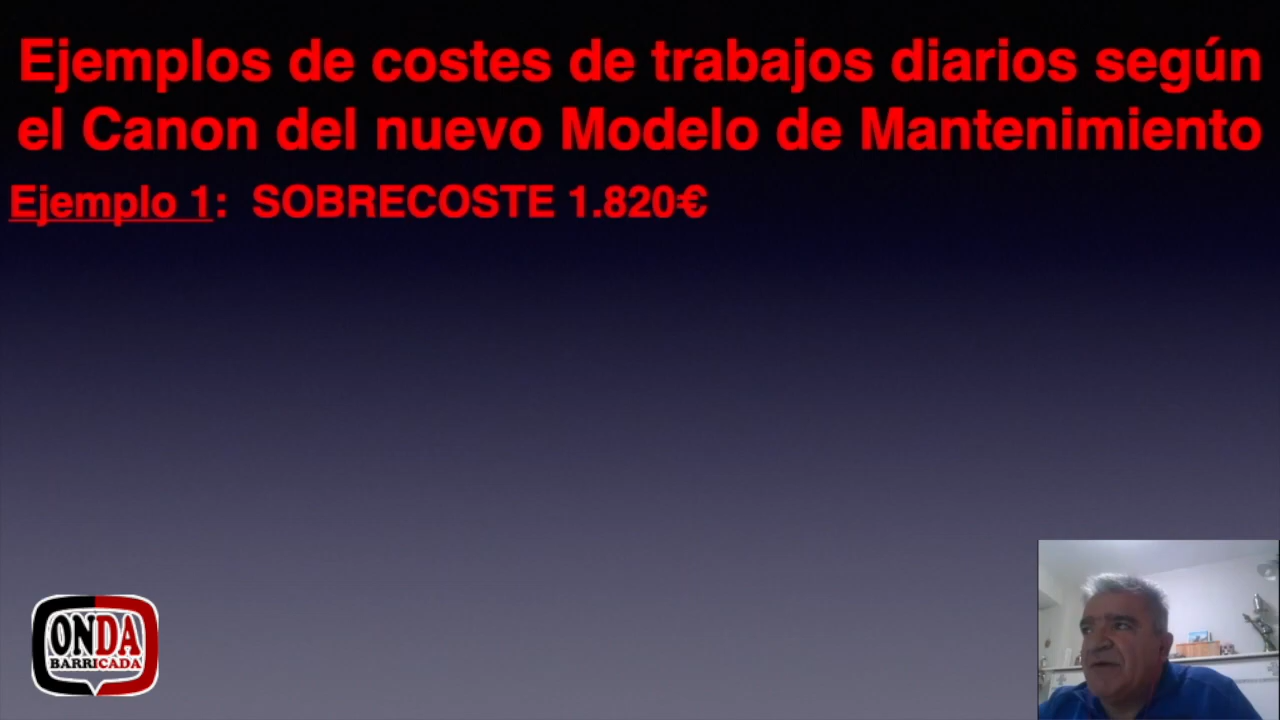 Ejemplos de costes de trabajos diarios según
el Canon del nuevo Modelo de Mantenimiento
Ejemplo 1: SOBRECOSTE 1.820€
ONDA
BARRICADA